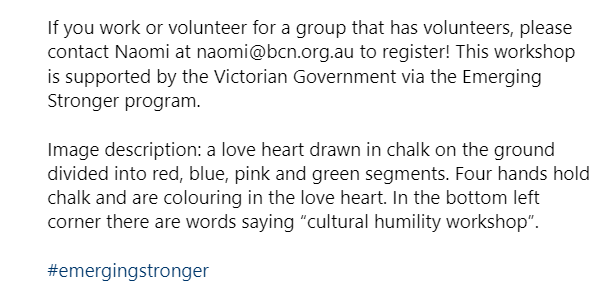 If you work or volunteer for a group that has volunteers, please
contact Naomi at naomi@bcn.org.au to register! This workshop
is supported by the Victorian Government via the Emerging
Stronger program.
Image description: a love heart drawn in chalk on the ground
divided into red, blue, pink and green segments. Four hands hold
chalk and are colouring in the love heart. In the bottom left
corner there are words saying “cultural humility workshop”.
#emergingstronger